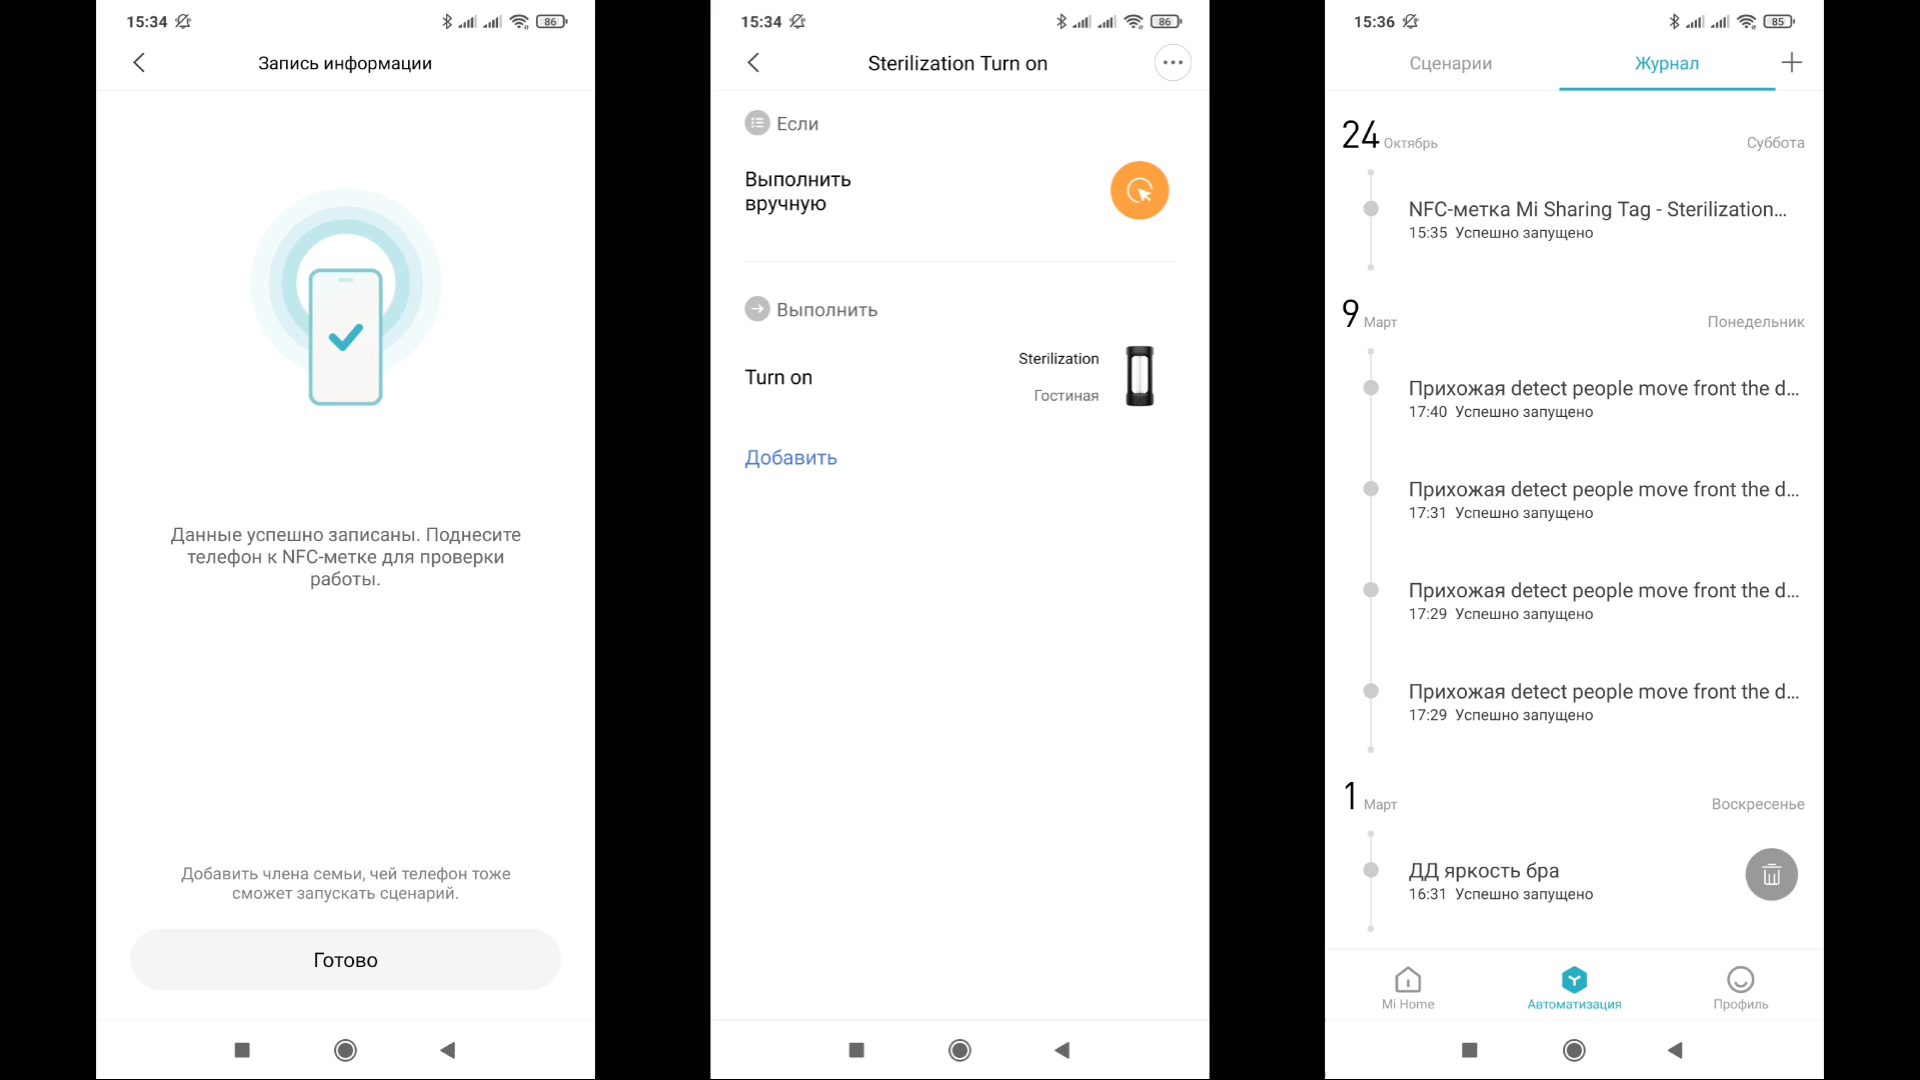 15:34
86
Запись информации
Данные успешно записаны. Поднесите
телефон к NFC-метке для проверки
работы.
Добавить члена семьи, чей телефон тоже
сможет запускать сценарий.
Готово
15:34
86
Sterilization Turn on
Если
Выполнить
вручную
Выполнить
Turn on
Sterilization
Гостиная
Добавить
15:36
85
Сценарии
Журнал
24 Октябрь
Суббота
NFC-метка Mi Sharing Tag - Sterilization...
15:35 Успешно запущено
9 Март
Понедельник
Прихожая detect people move front the d...
17:40 Успешно запущено
Прихожая detect people move front the d...
17:31 Успешно запущено
Прихожая detect people move front the d...
17:29 Успешно запущено
Прихожая detect people move front the d...
17:29 Успешно запущено
1 Март
Воскресенье
ДД яркость бра
16:31 Успешно запущено
Mi Home
Автоматизация
Профиль